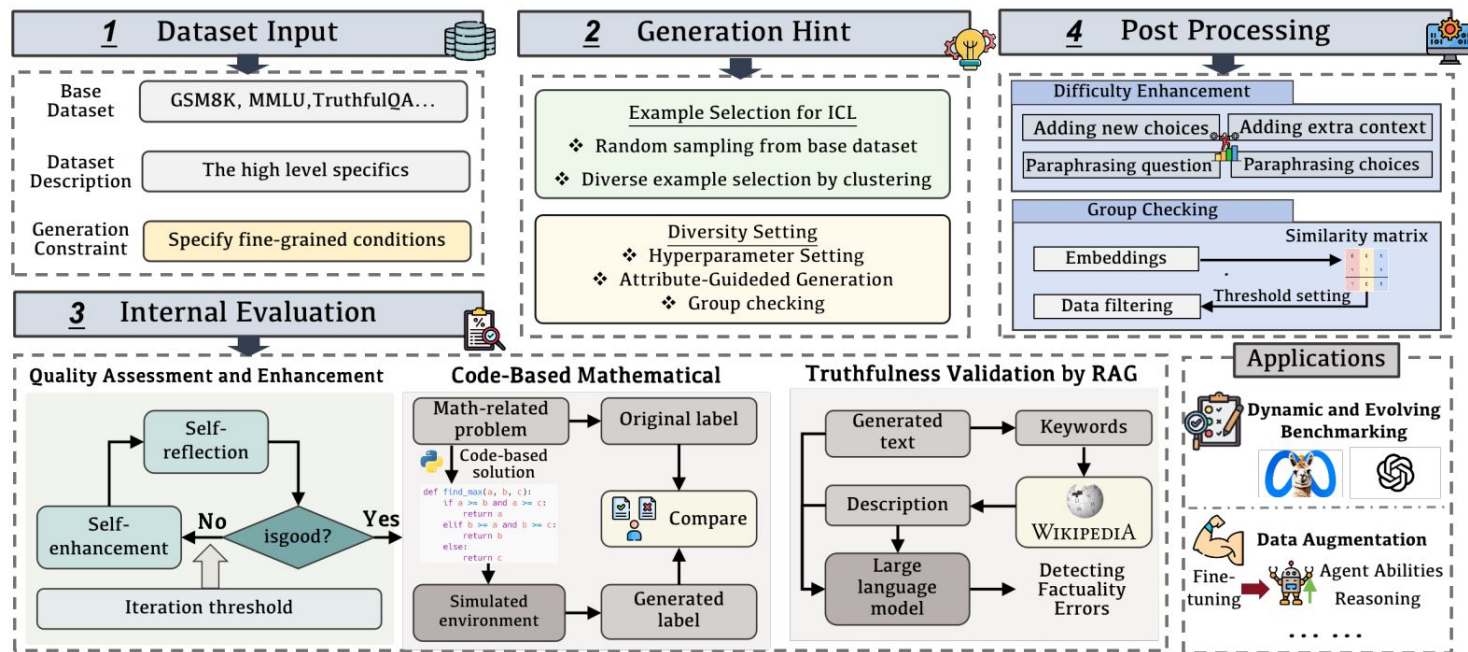 1 Dataset Input
Base
Dataset
GSM8K, MMLU,TruthfulQA...
Dataset
Description
The high level specifics
Generation
Constraint
Specify fine-grained conditions
2 Generation Hint
Example Selection for ICL
❖ Random sampling from base dataset
❖ Diverse example selection by clustering
Diversity Setting
❖ Hyperparameter Setting
❖ Attribute-Guideded Generation
❖ Group checking
4 Post Processing
Difficulty Enhancement
Adding new choices
Adding extra context
Paraphrasing question
Paraphrasing choices
Group Checking
Similarity matrix
Embeddings
Threshold setting
Data filtering
3 Internal Evaluation
Quality Assessment and Enhancement
Self-
reflection
Self-
enhancement
No
isgood?
Yes
Iteration threshold
Code-Based Mathematical
Math-related
problem
Original label
Code-based
solution
def find_max(a, b, c):
if a >= b and a >= c:
return a
elif b >= a and b >= c:
return b
else:
return c
Compare
Simulated
environment
Generated
label
Truthfulness Validation by RAG
Generated
text
Keywords
Description
WIKIPEDIA
Large
language
model
Detecting
Factuality
Errors
Applications
Dynamic and Evolving
Benchmarking
Data Augmentation
Fine-
tuning
Agent Abilities
Reasoning
... ...